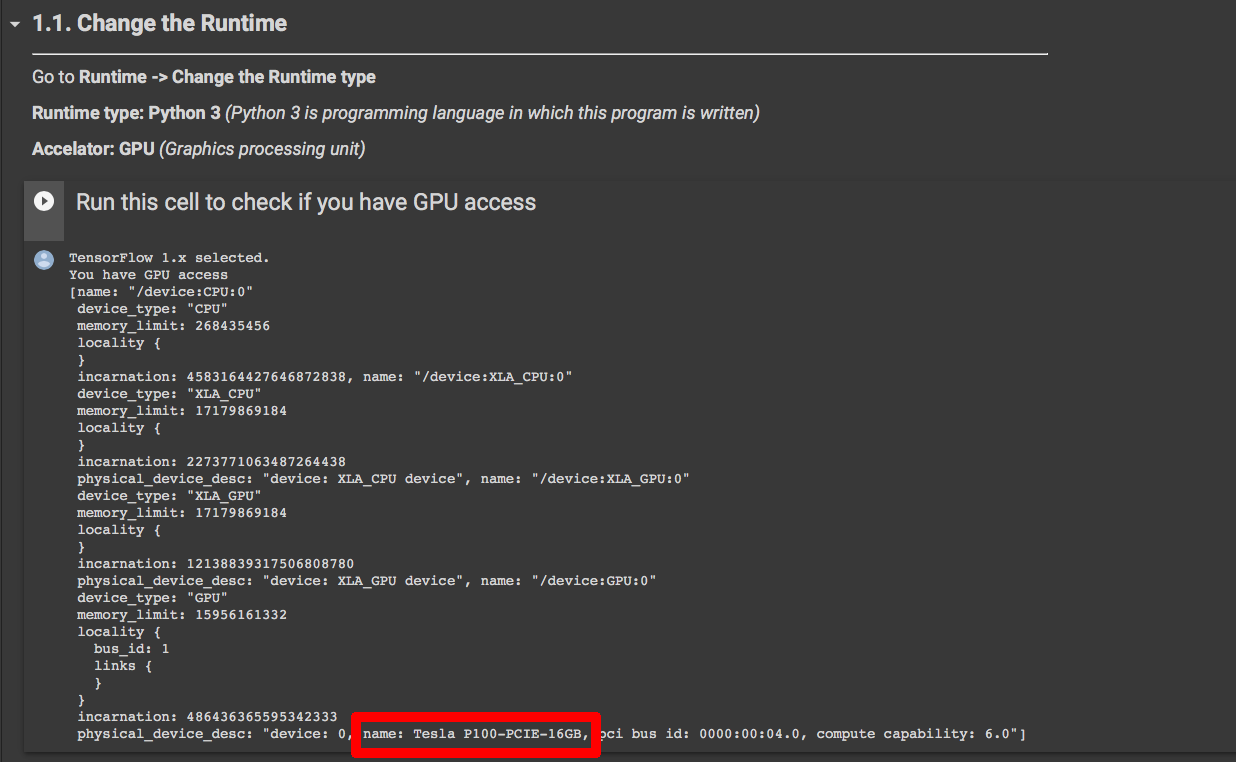 1.1. Change the Runtime
Go to Runtime -> Change the Runtime type
Runtime type: Python 3 (Python 3 is programming language in which this program is written)
Accelator: GPU (Graphics processing unit)
Run this cell to check if you have GPU access
TensorFlow 1.x selected.
You have GPU access
[name: "/device:CPU:0"
device_type: "CPU"
memory_limit: 268435456
locality {
}
incarnation: 4583164427646872838, name: "/device:XLA_CPU:0"
device_type: "XLA_CPU"
memory_limit: 17179869184
locality {
}
incarnation: 2273771063487264438
physical_device_desc: "device: XLA_CPU device", name: "/device:XLA_GPU:0"
device_type: "XLA_GPU"
memory_limit: 17179869184
locality {
}
incarnation: 12138839317506808780
physical_device_desc: "device: XLA_GPU device", name: "/device:GPU:0"
device_type: "GPU"
memory_limit: 15956161332
locality {
bus_id: 1
links {
}
}
incarnation: 486436365595342333
physical_device_desc: "device: 0, name: Tesla P100-PCIE-16GB, pci bus id: 0000:00:04.0, compute capability: 6.0"]